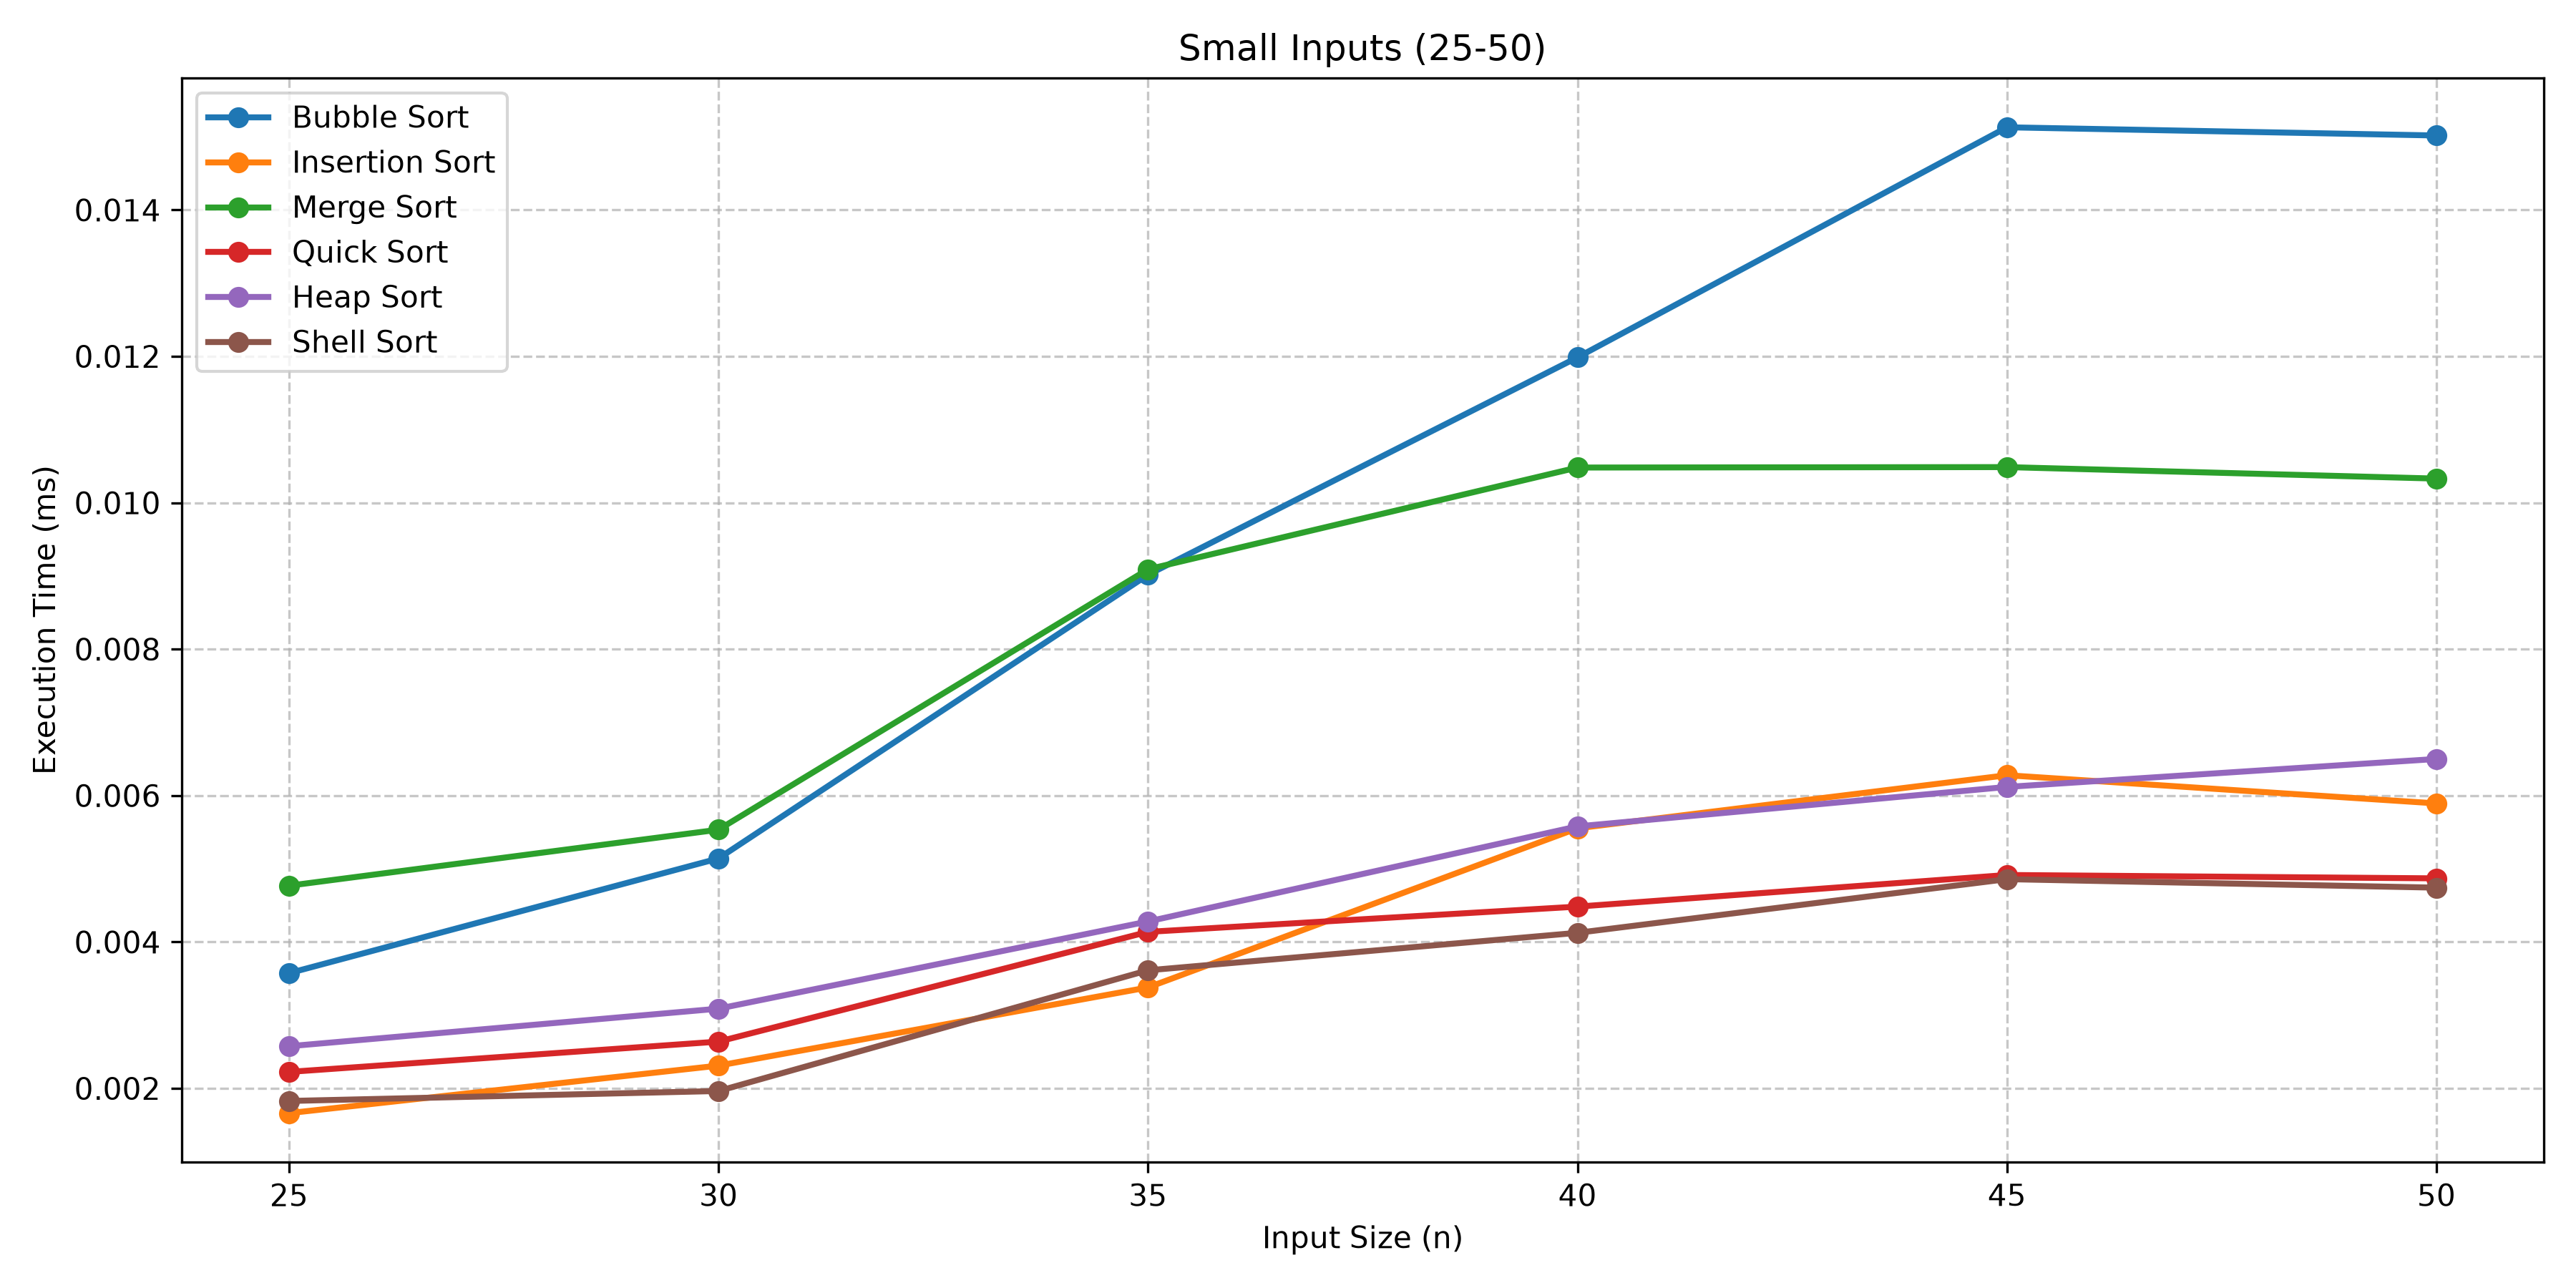 Small Inputs (25-50)
Bubble Sort
Insertion Sort
Merge Sort
Quick Sort
Heap Sort
Shell Sort
Execution Time (ms)
0.014
0.012
0.010
0.008
0.006
0.004
0.002
25 30 35 40 45 50
Input Size (n)